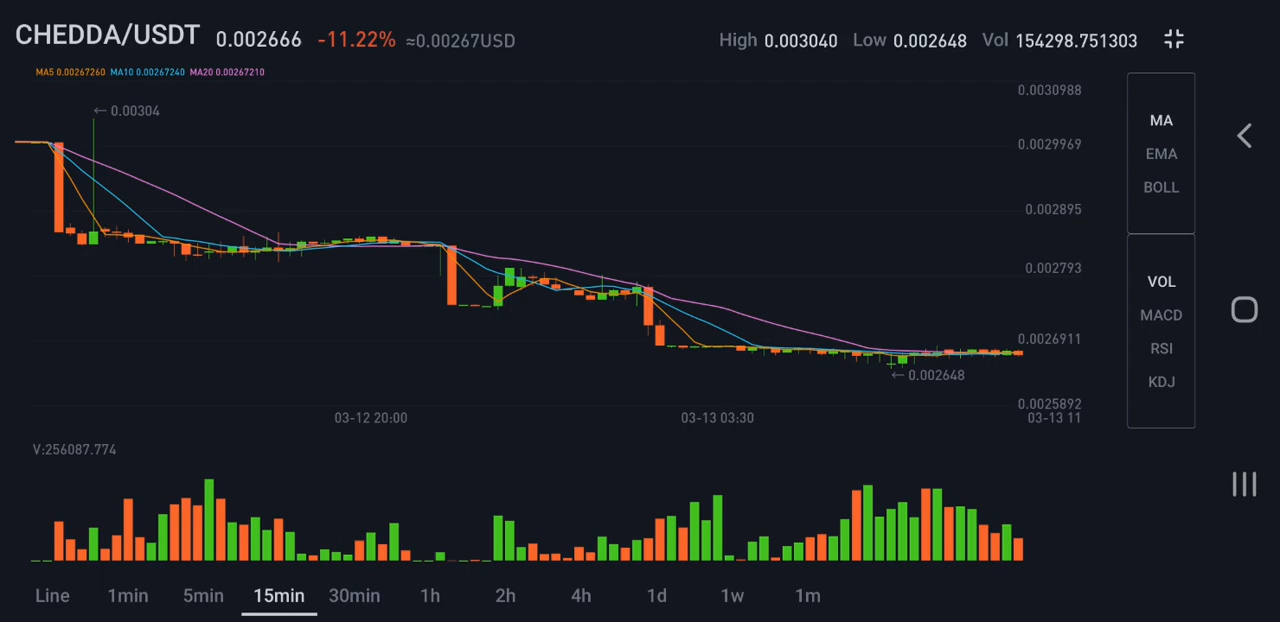 CHEDDA/USDT 0.002666 -11.22% ≈0.00267USD High 0.003040 Low 0.002648 Vol 154298.751303
MA5 0.00267260 MA10 0.00267240 MA20 0.00267210
0.0030988
← 0.00304
MA
0.0029969
EMA
BOLL
0.002895
0.002793
VOL
MACD
0.0026911
RSI
← 0.002648
KDJ
0.0025892
03-12 20:00 03-13 03:30 03-13 11
V:256087.774
Line 1min 5min 15min 30min 1h 2h 4h 1d 1w 1m